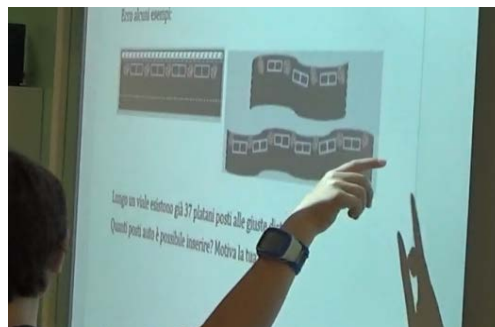 Ecco alcuni esempi:
Lungo un viale esistono già 37 platani posti alle giuste
Quanti posti auto è possibile inserire? Motiva la tua